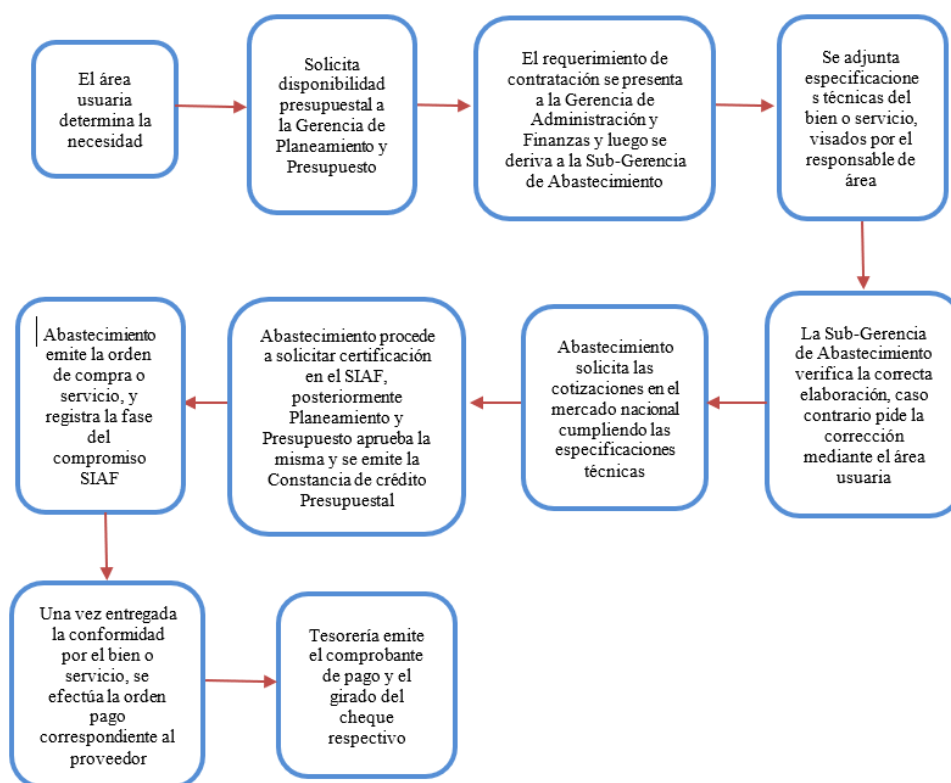 El área
usuaria
determina la
necesidad
Solicita
disponibilidad
presupuestal a
la Gerencia de
Planeamiento y
Presupuesto
El requerimiento de
contratación se presenta
a la Gerencia de
Administración y
Finanzas y luego se
deriva a la Sub-Gerencia
de Abastecimiento
Se adjunta
especificacione
s técnicas del
bien o servicio,
visados por el
responsable de
área
La Sub-Gerencia
de Abastecimiento
verifica la correcta
elaboración, caso
contrario pide la
corrección
mediante el área
usuaria
Abastecimiento
solicita las
cotizaciones en el
mercado nacional
cumpliendo las
especificaciones
técnicas
Abastecimiento procede
a solicitar certificación
en el SIAF,
posteriormente
Planeamiento y
Presupuesto aprueba la
misma y se emite la
Constancia de crédito
Presupuestal
Abastecimiento
emite la orden
de compra o
servicio, y
registra la fase
del
compromiso
SIAF
Una vez entregada
la conformidad
por el bien o
servicio, se
efectúa la orden
pago
correspondiente al
proveedor
Tesorería emite
el comprobante
de pago y el
girado del
cheque
respectivo